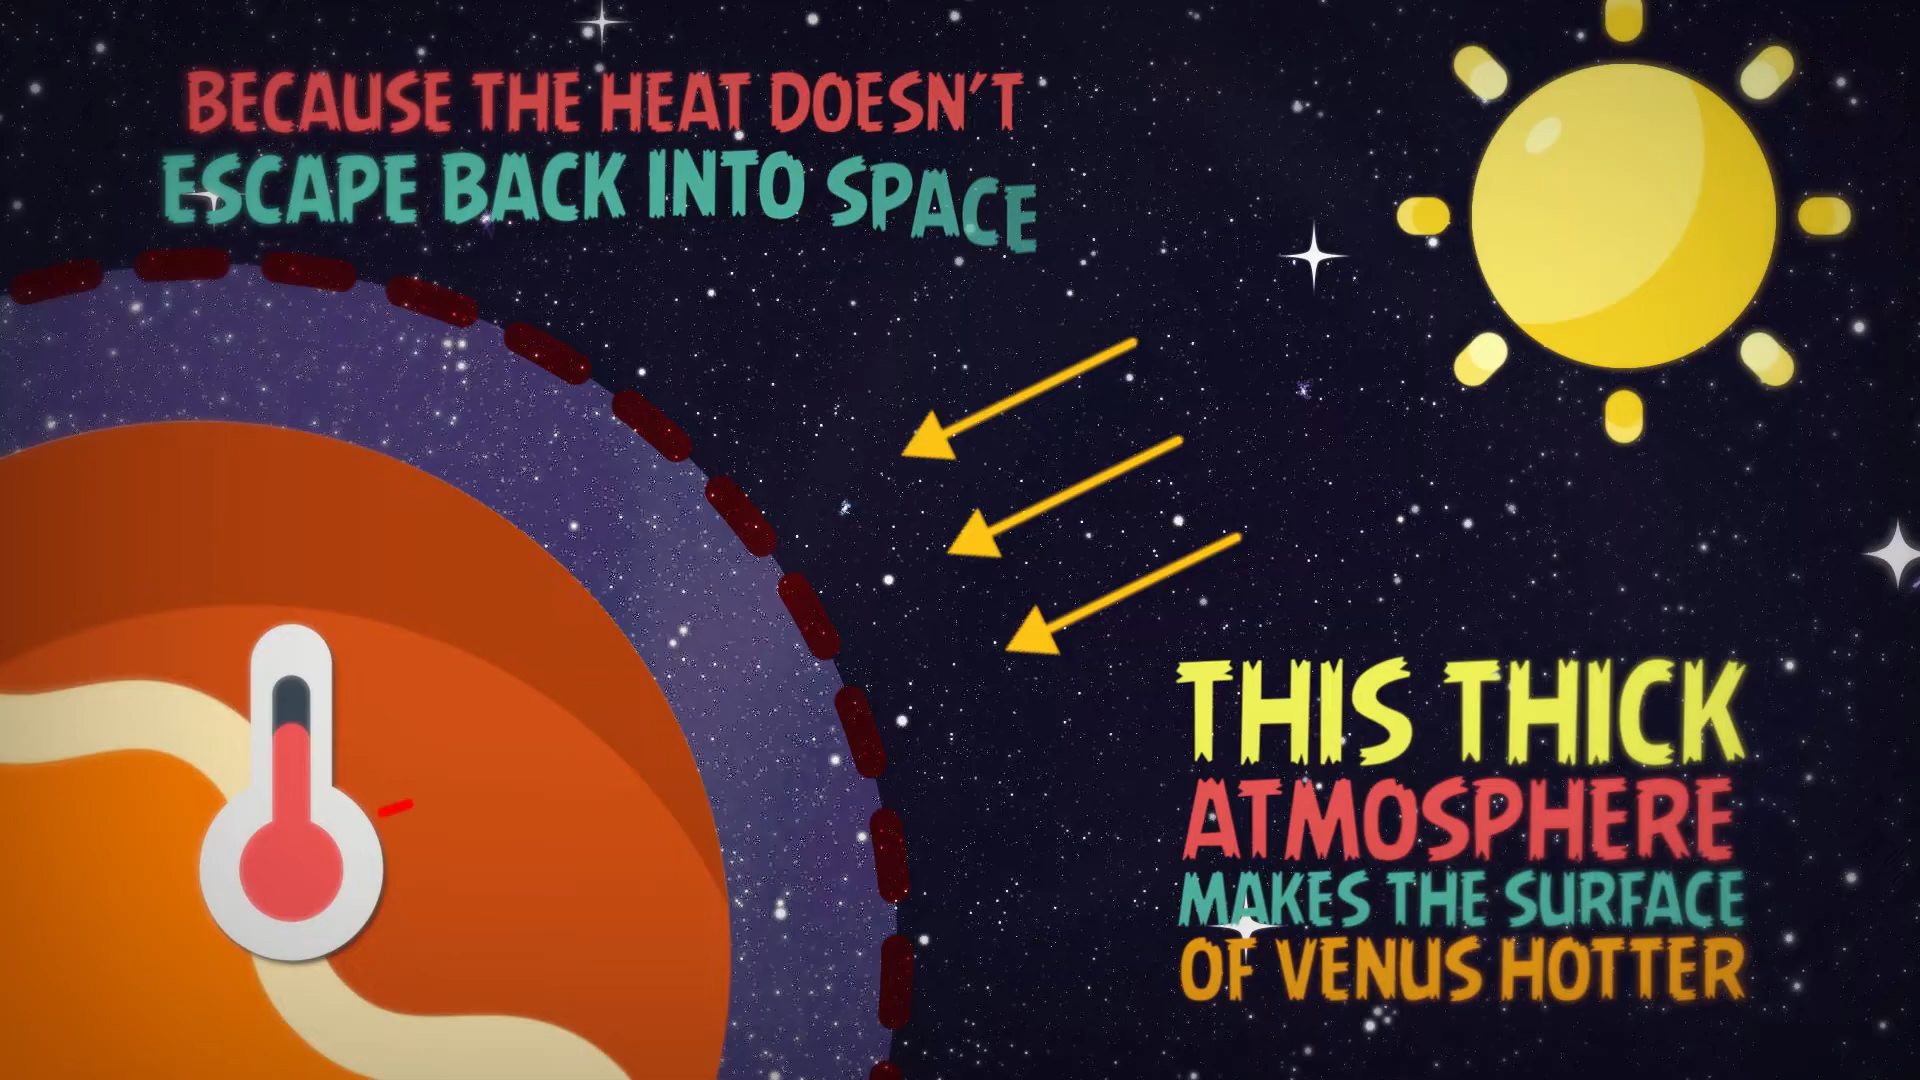 BECAUSE THE HEAT DOESN'T
ESCAPE BACK INTO SPACE
THIS THICK
ATMOSPHERE
MAKES THE SURFACE
OF VENUS HOTTER